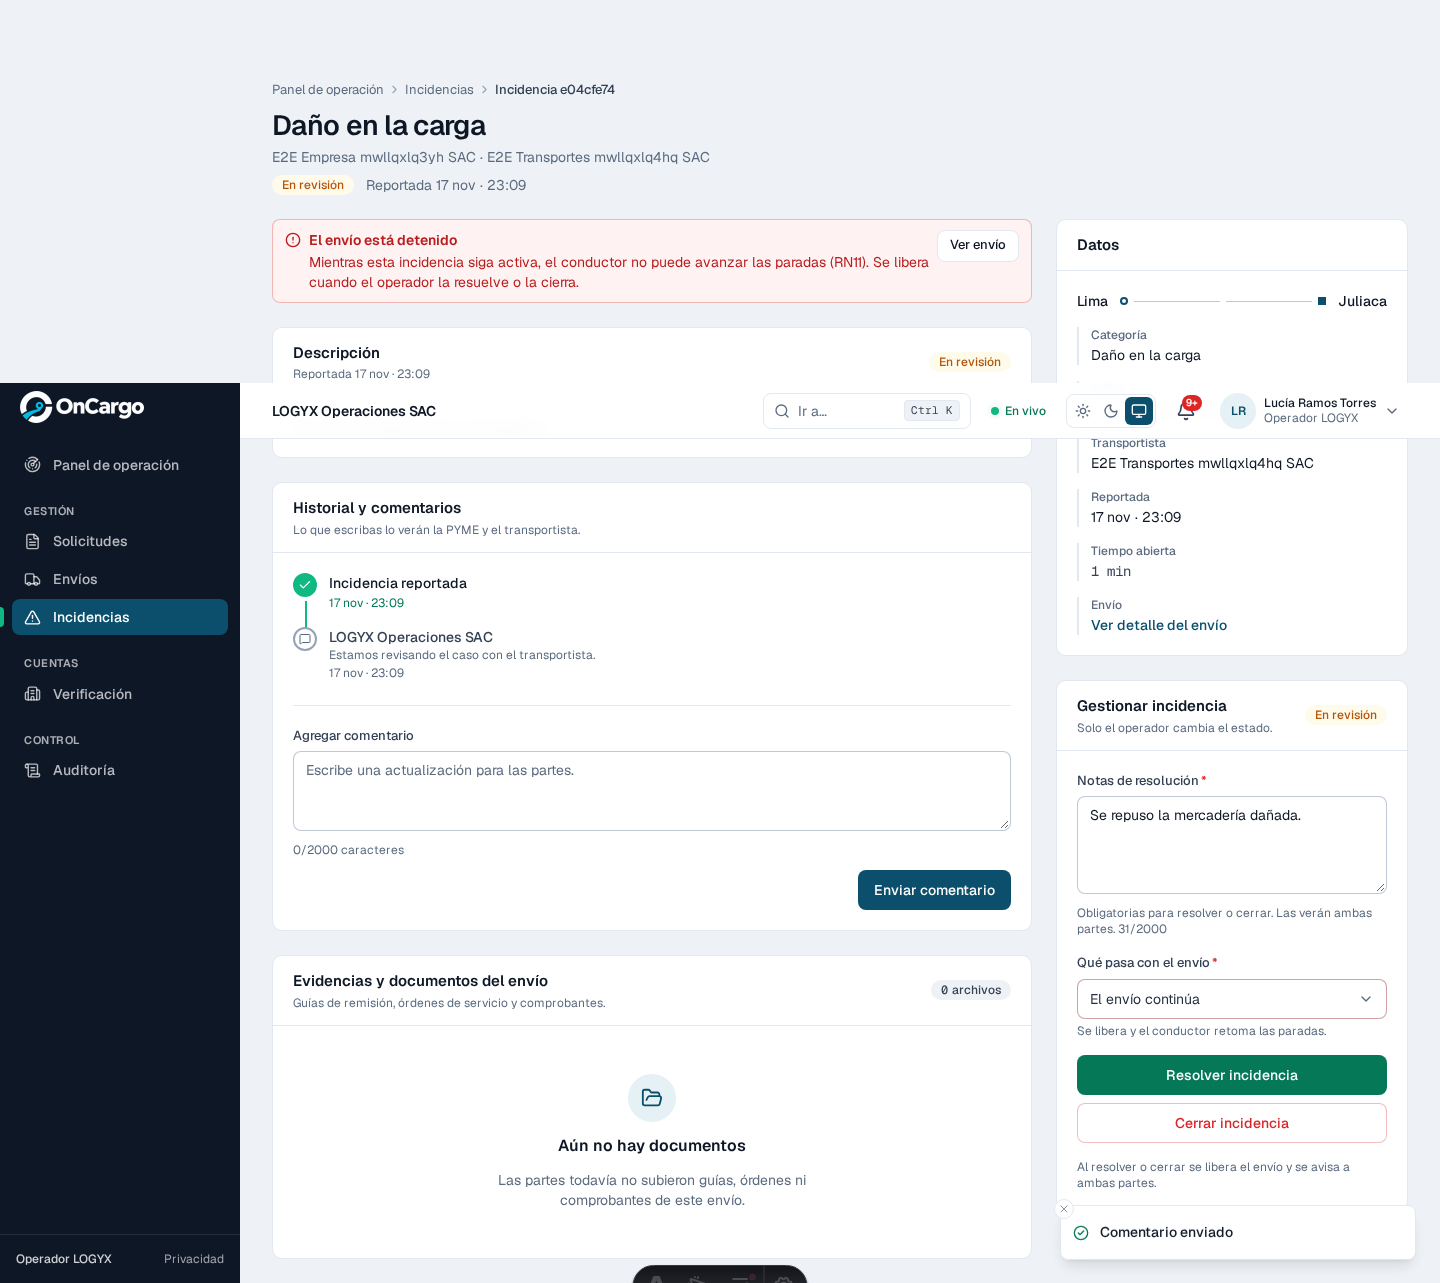 Panel de operación > Incidencias > Incidencia e04cfe74
Daño en la carga
E2E Empresa mwllqxlq3yh SAC · E2E Transportes mwllqxlq4hq SAC
En revisión Reportada 17 nov · 23:09
El envío está detenido
Mientras esta incidencia siga activa, el conductor no puede avanzar las paradas (RN11). Se libera
cuando el operador la resuelve o la cierra.
Ver envío
Datos
Lima Juliaca
Categoría
Daño en la carga
Descripción
Reportada 17 nov · 23:09
En revisión
OnCargo
LOGYX Operaciones SAC
Ir a...
Ctrl K
En vivo
9+
LR
Lucía Ramos Torres
Operador LOGYX
Panel de operación
GESTIÓN
Solicitudes
Envíos
Incidencias
CUENTAS
Verificación
CONTROL
Auditoría
Operador LOGYX
Privacidad
Transportista
E2E Transportes mwllqxlq4hq SAC
Reportada
17 nov · 23:09
Tiempo abierta
1 min
Envío
Ver detalle del envío
Historial y comentarios
Lo que escribas lo verán la PYME y el transportista.
Incidencia reportada
17 nov · 23:09
LOGYX Operaciones SAC
Estamos revisando el caso con el transportista.
17 nov · 23:09
Agregar comentario
Escribe una actualización para las partes.
0/2000 caracteres
Enviar comentario
Evidencias y documentos del envío
Guías de remisión, órdenes de servicio y comprobantes.
0 archivos
Aún no hay documentos
Las partes todavía no subieron guías, órdenes ni
comprobantes de este envío.
Gestionar incidencia
Solo el operador cambia el estado.
En revisión
Notas de resolución *
Se repuso la mercadería dañada.
Obligatorias para resolver o cerrar. Las verán ambas
partes. 31/2000
Qué pasa con el envío *
El envío continúa
Se libera y el conductor retoma las paradas.
Resolver incidencia
Cerrar incidencia
Al resolver o cerrar se libera el envío y se avisa a
ambas partes.
Comentario enviado